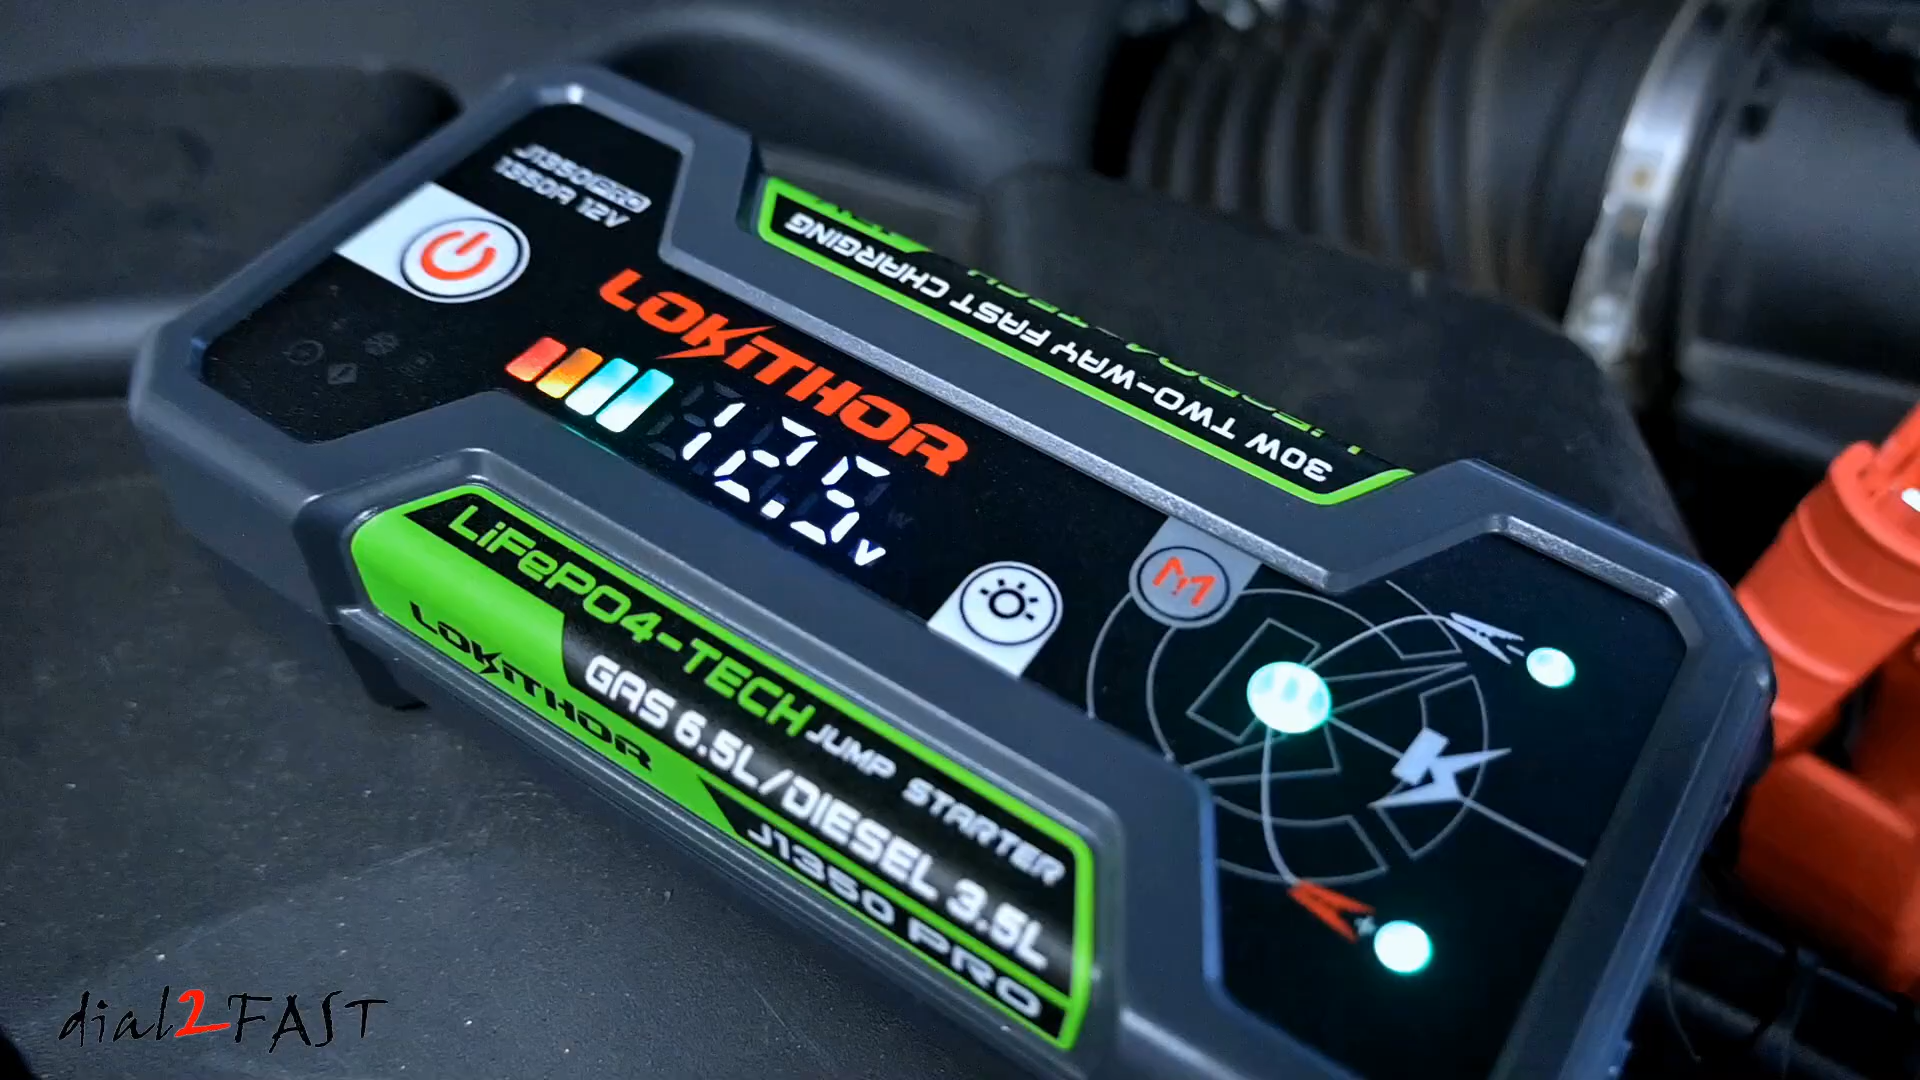 J1350PRO
1350A 12V
LOKiTHOR
12.5V
30W TWO-WAY FAST CHARGING
LiFePO4-TECH JUMP STARTER
GAS 6.5L/DIESEL 3.5L
LOKiTHOR
J1350 PRO
M
dial2FAST